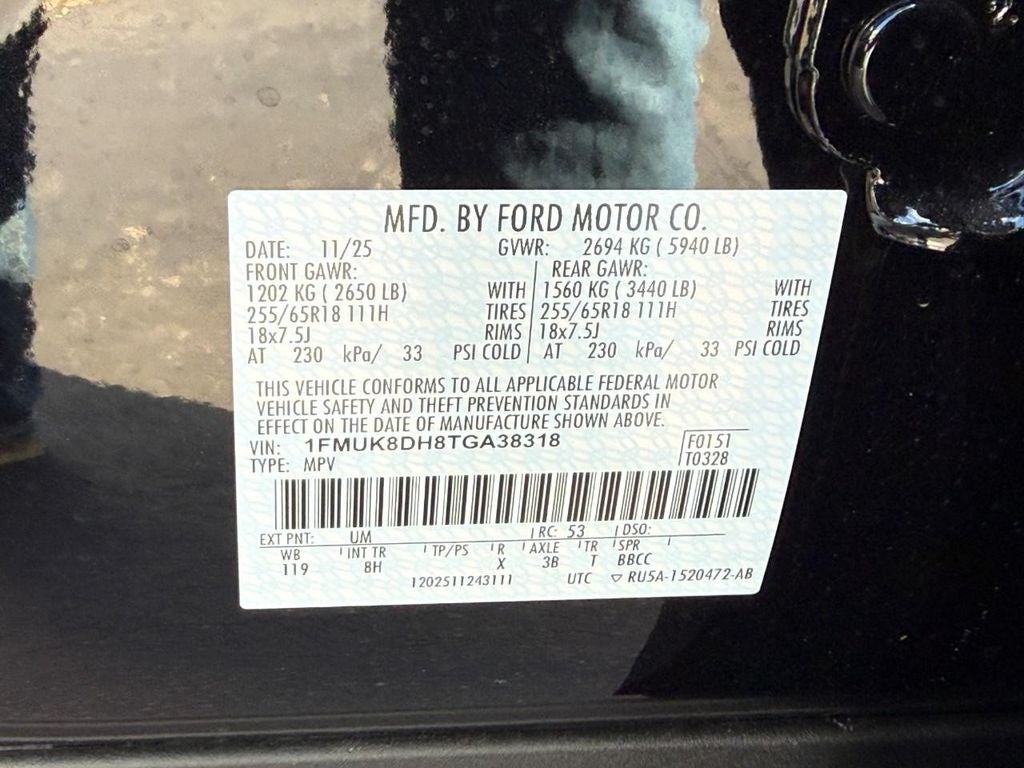 MFD. BY FORD MOTOR CO.
DATE: 11/25 GVWR: 2694 KG ( 5940 LB)
FRONT GAWR: REAR GAWR:
1202 KG ( 2650 LB) WITH 1560 KG ( 3440 LB) WITH
255/65R18 111H TIRES 255/65R18 111H TIRES
18x7.5J RIMS 18x7.5J RIMS
AT 230 kPa/ 33 PSI COLD AT 230 kPa/ 33 PSI COLD
THIS VEHICLE CONFORMS TO ALL APPLICABLE FEDERAL MOTOR
VEHICLE SAFETY AND THEFT PREVENTION STANDARDS IN
EFFECT ON THE DATE OF MANUFACTURE SHOWN ABOVE.
VIN: 1FMUK8DH8TGA38318 F0151
TYPE: MPV T0328
EXT PNT: UM RC: 53 DSO:
WB INT TR TP/PS R AXLE TR SPR
119 8H X 3B T BBCC
1202511243111 UTC ▽ RU5A-1520472-AB